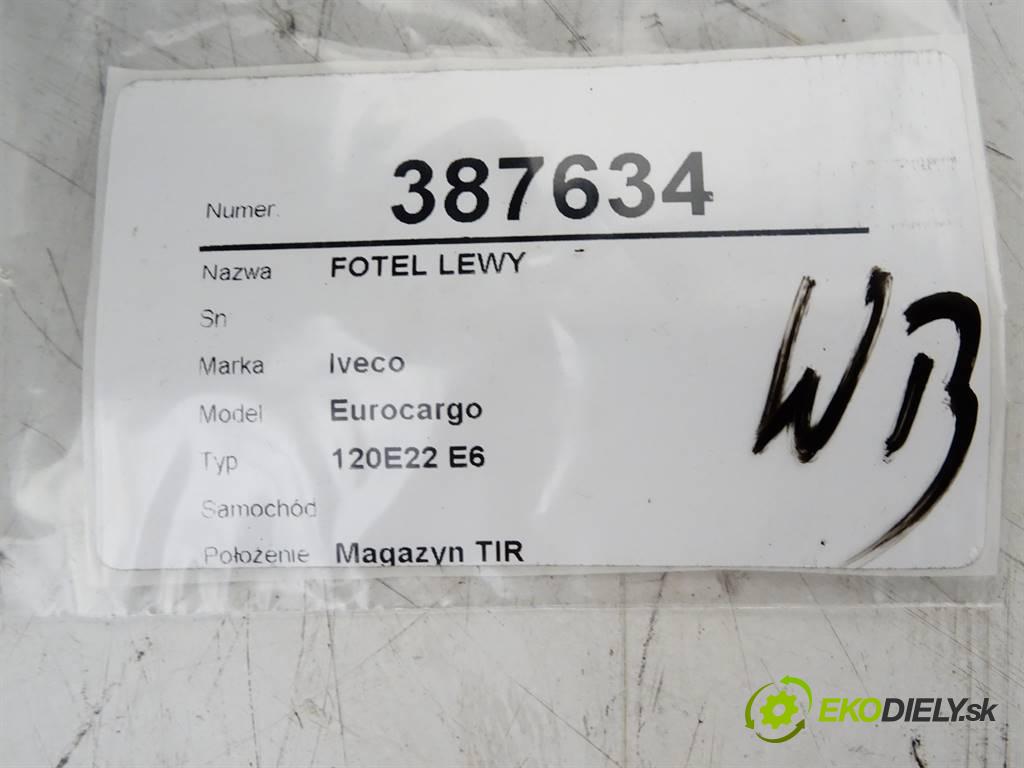 Numer. 387634
Nazwa FOTEL LEWY
Sn
Marka Iveco
Model Eurocargo
Typ 120E22 E6
Samochód
Położenie Magazyn TIR
EKODIELY.sk